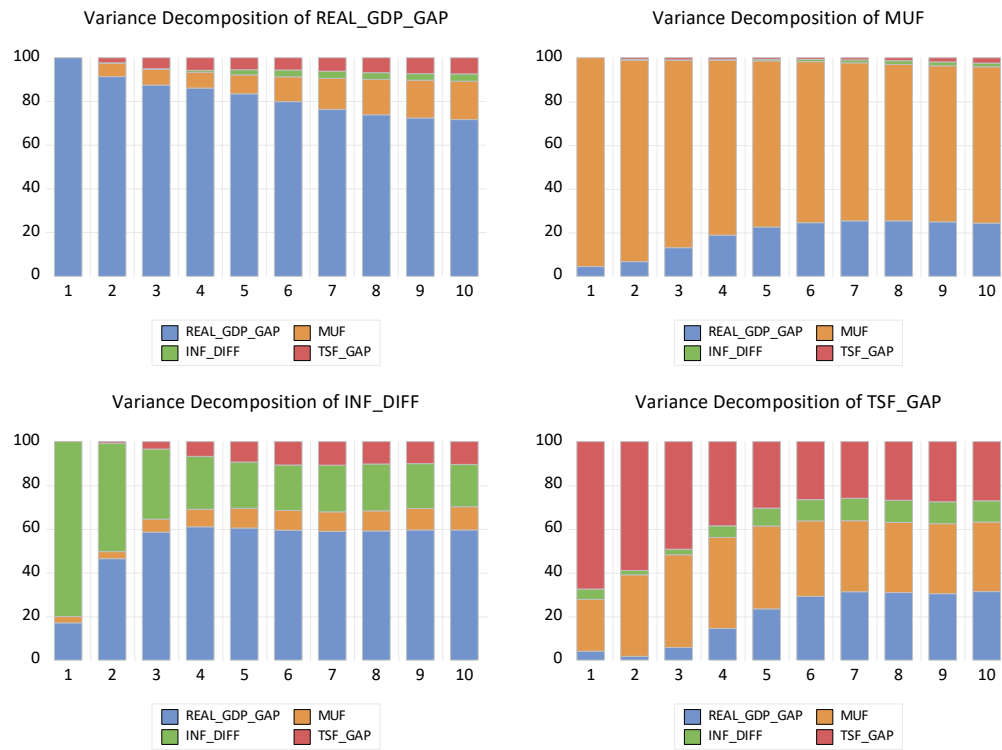 Variance Decomposition of REAL_GDP_GAP
100
80
60
40
20
0
1 2 3 4 5 6 7 8 9 10
REAL_GDP_GAP MUF
INF_DIFF TSF_GAP
Variance Decomposition of MUF
100
80
60
40
20
0
1 2 3 4 5 6 7 8 9 10
REAL_GDP_GAP MUF
INF_DIFF TSF_GAP
Variance Decomposition of INF_DIFF
100
80
60
40
20
0
1 2 3 4 5 6 7 8 9 10
REAL_GDP_GAP MUF
INF_DIFF TSF_GAP
Variance Decomposition of TSF_GAP
100
80
60
40
20
0
1 2 3 4 5 6 7 8 9 10
REAL_GDP_GAP MUF
INF_DIFF TSF_GAP